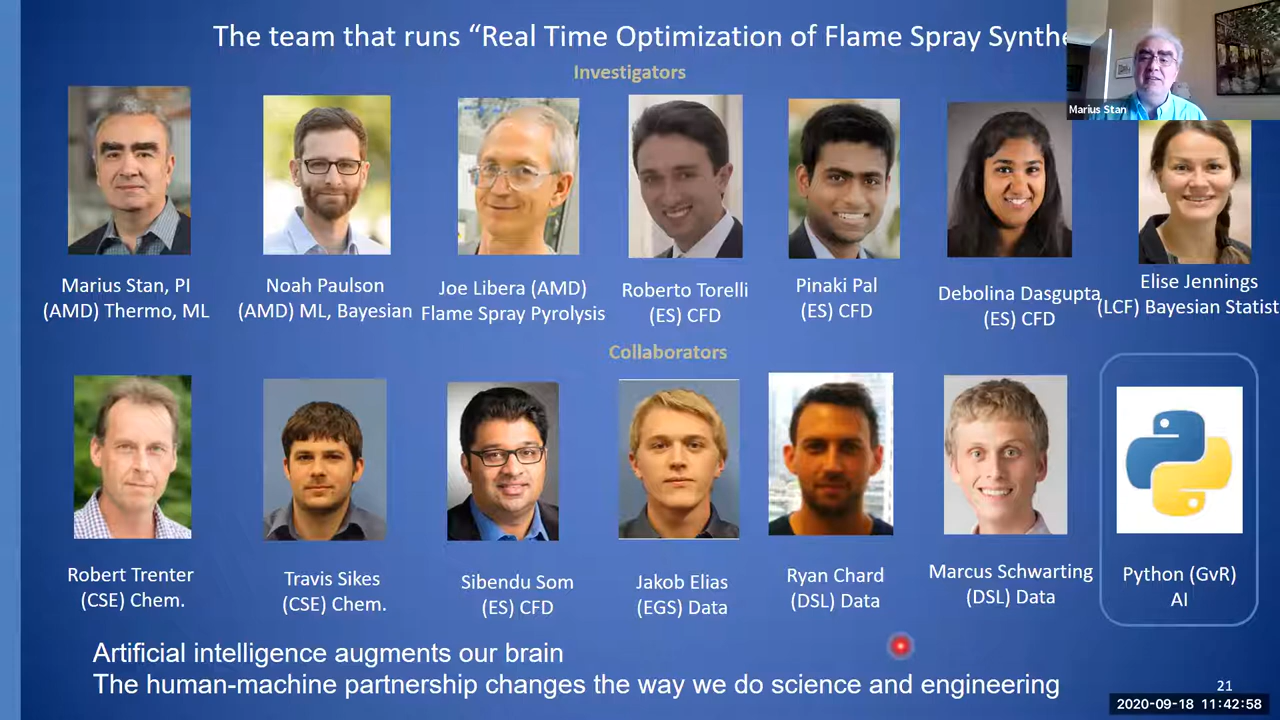 The team that runs “Real Time Optimization of Flame Spray Synthe
Marius Stan
Investigators
Marius Stan, PI
(AMD) Thermo, ML
Noah Paulson
(AMD) ML, Bayesian
Joe Libera (AMD)
Flame Spray Pyrolysis
Roberto Torelli
(ES) CFD
Pinaki Pal
(ES) CFD
Debolina Dasgupta
(ES) CFD
Elise Jennings
(LCF) Bayesian Statist
Collaborators
Robert Trenter
(CSE) Chem.
Travis Sikes
(CSE) Chem.
Sibendu Som
(ES) CFD
Jakob Elias
(EGS) Data
Ryan Chard
(DSL) Data
Marcus Schwarting
(DSL) Data
Python (GvR)
AI
Artificial intelligence augments our brain
The human-machine partnership changes the way we do science and engineering
21
2020-09-18 11:42:58